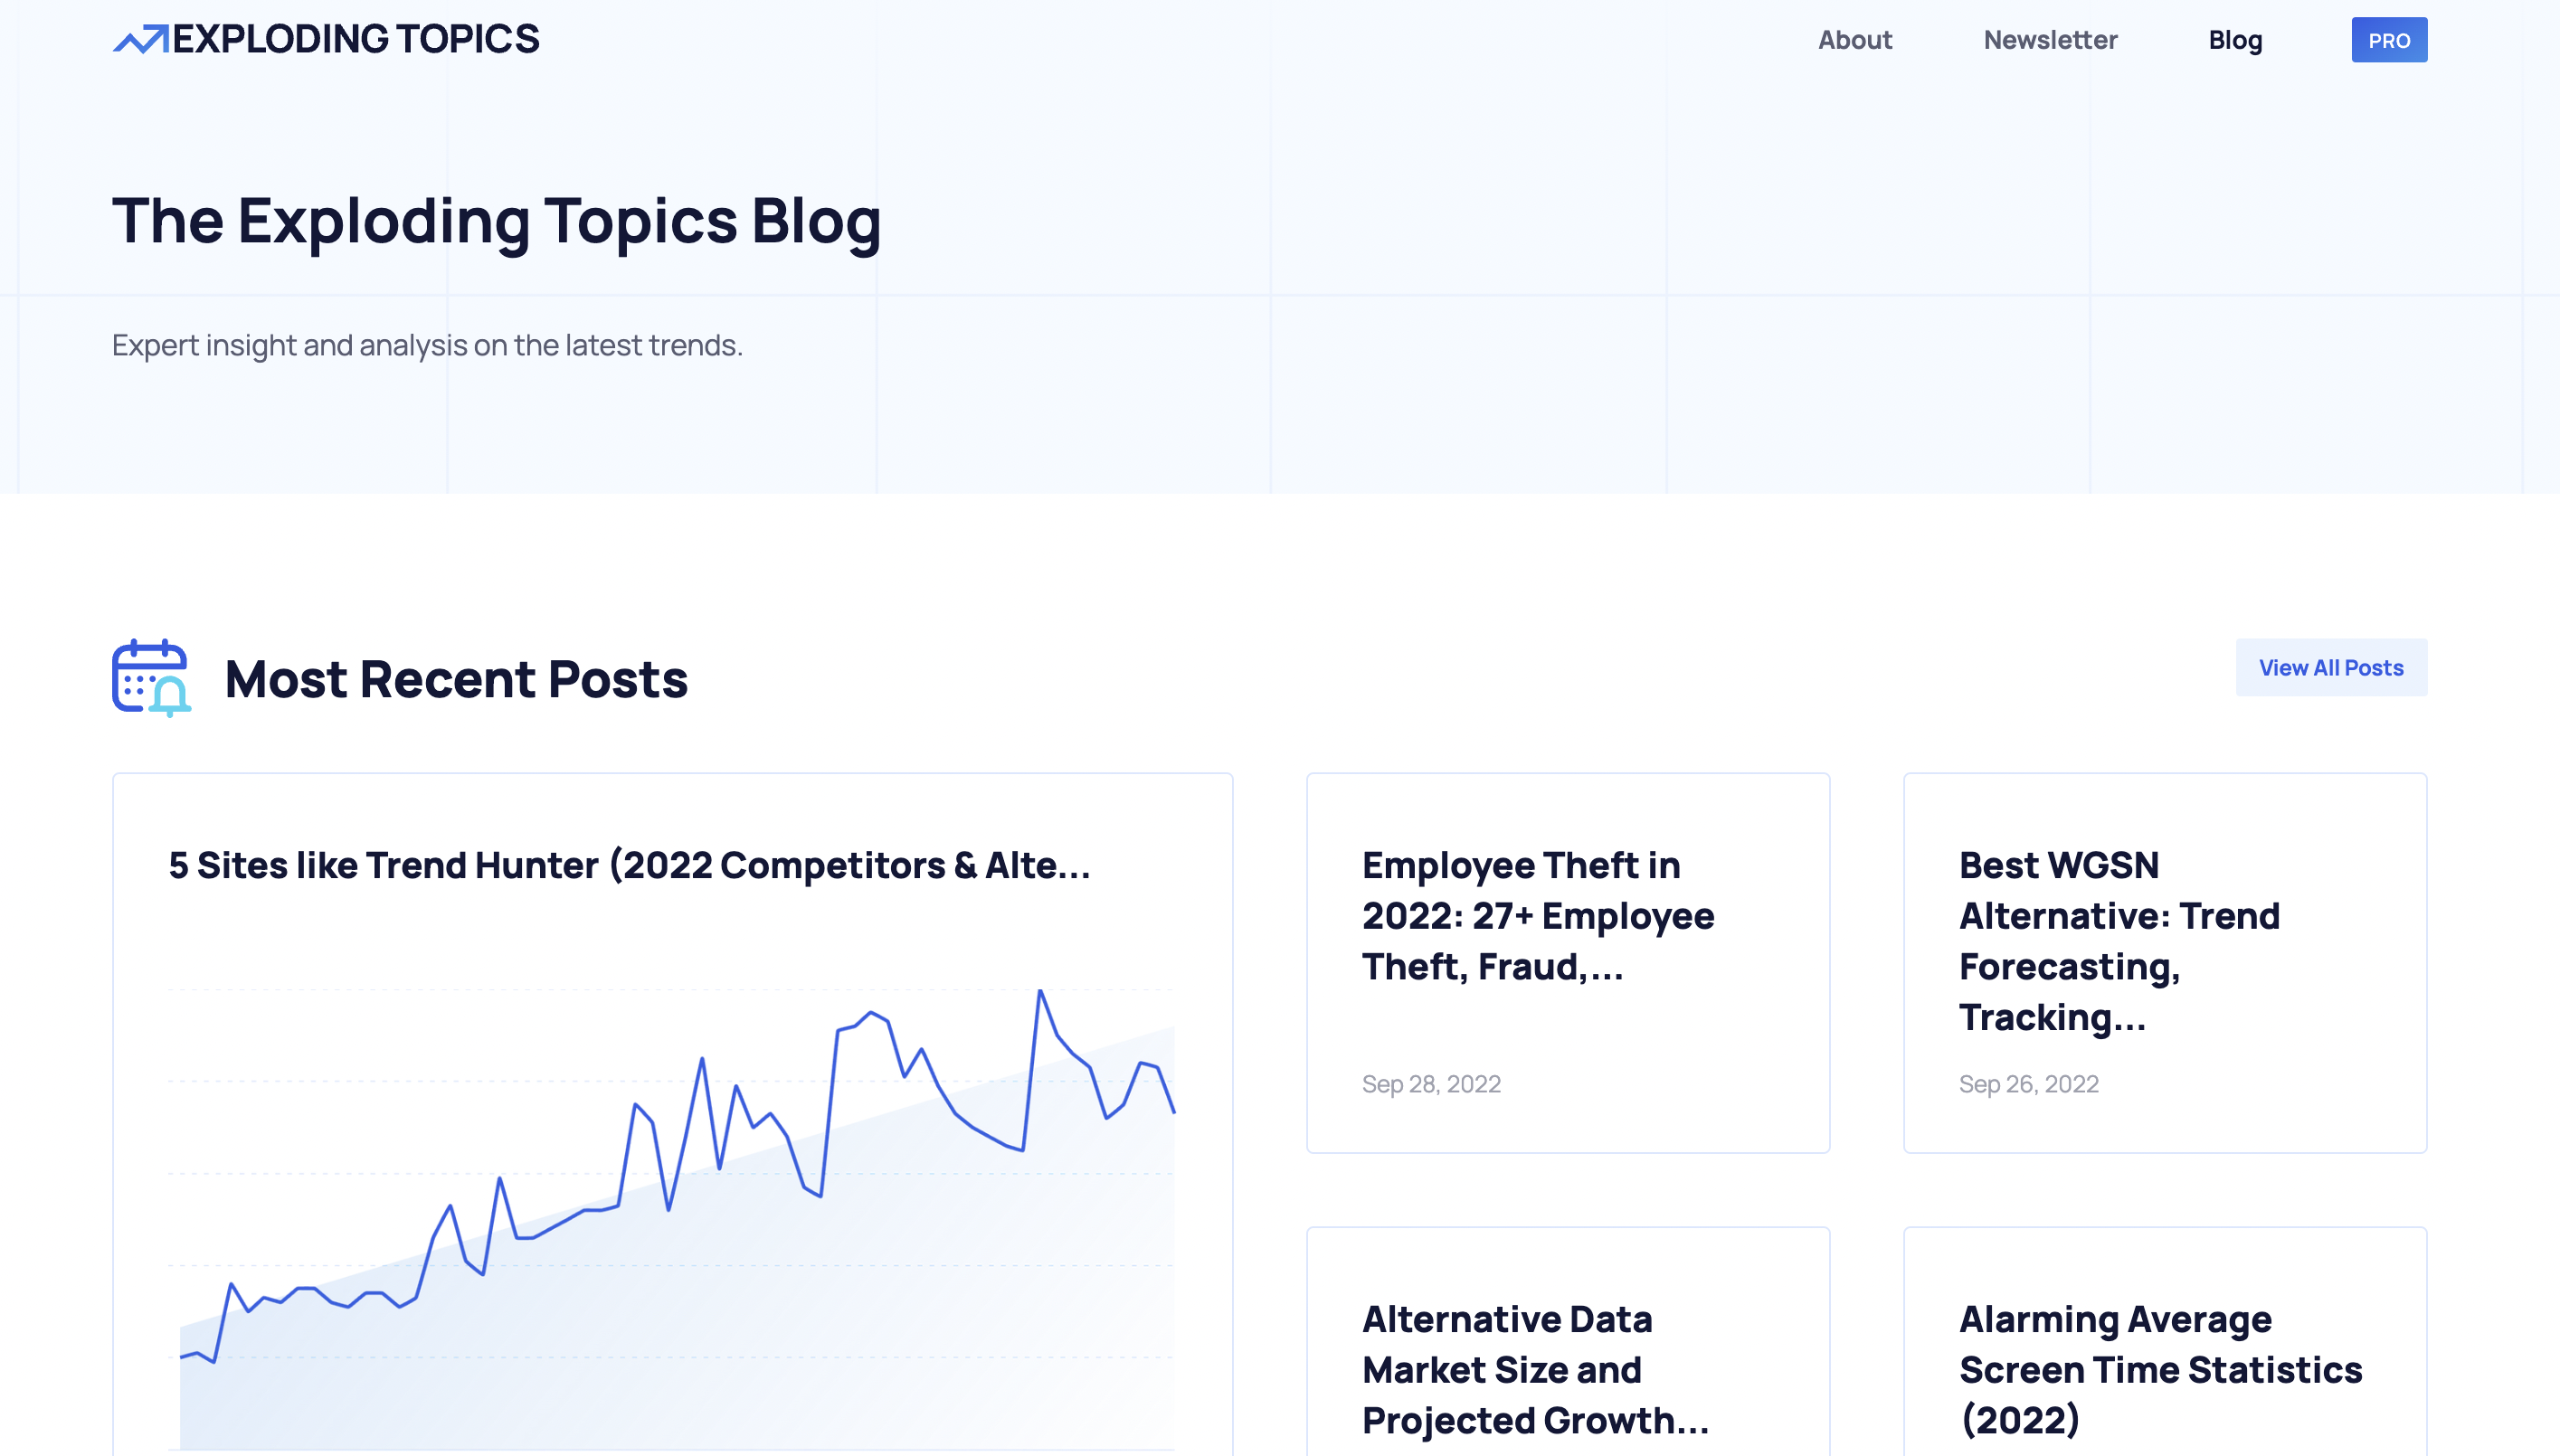 EXPLODING TOPICS
About
Newsletter
Blog
PRO
The Exploding Topics Blog
Expert insight and analysis on the latest trends.
Most Recent Posts
View All Posts
5 Sites like Trend Hunter (2022 Competitors & Alte...
Employee Theft in
2022: 27+ Employee
Theft, Fraud,...
Sep 28, 2022
Best WGSN
Alternative: Trend
Forecasting,
Tracking...
Sep 26, 2022
Alternative Data
Market Size and
Projected Growth...
Alarming Average
Screen Time Statistics
(2022)